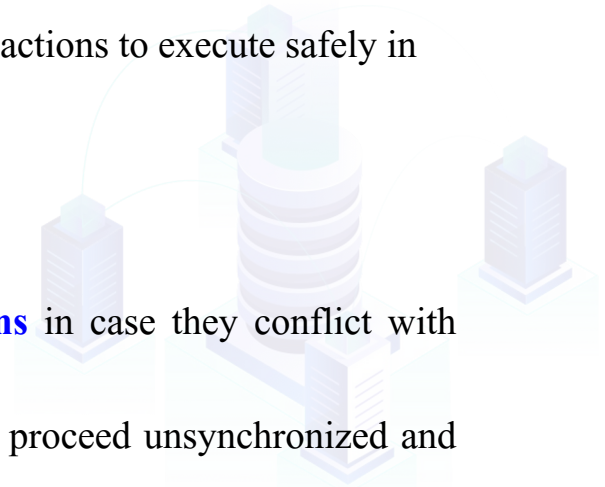 actions to execute safely in
ns in case they conflict with
proceed unsynchronized and